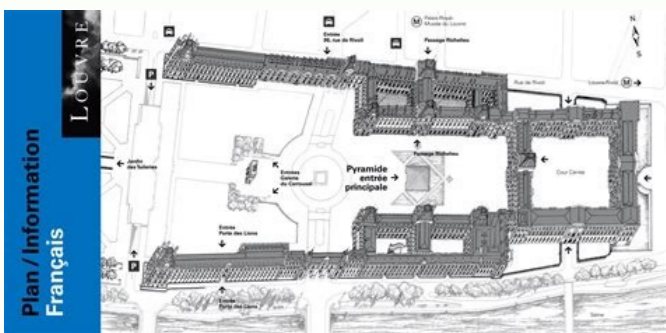 Plan / Information
Français
LOUVRE
P
Jardin
des Tuileries
P
Entrée
Porte des Lions
Entrée
Porte des Lions
Entrées
Galerie
du Carrousel
Entrée
99, rue de Rivoli
Pyramide
entrée
principale
Passage Richelieu
Passage Richelieu
M
Palais-Royal
Musée du Louvre
Rue de Rivoli
Louvre-Rivoli
M
N
S
Cour Carrée
Seine